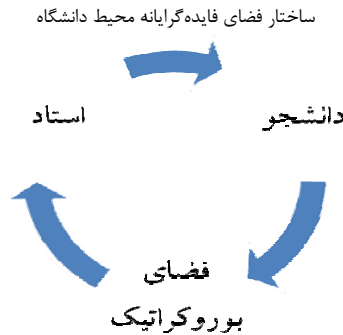 ساختار فضای فایده‌گرایانه محیط دانشگاه
دانشجو
استاد
فضای
بوروکراتیک